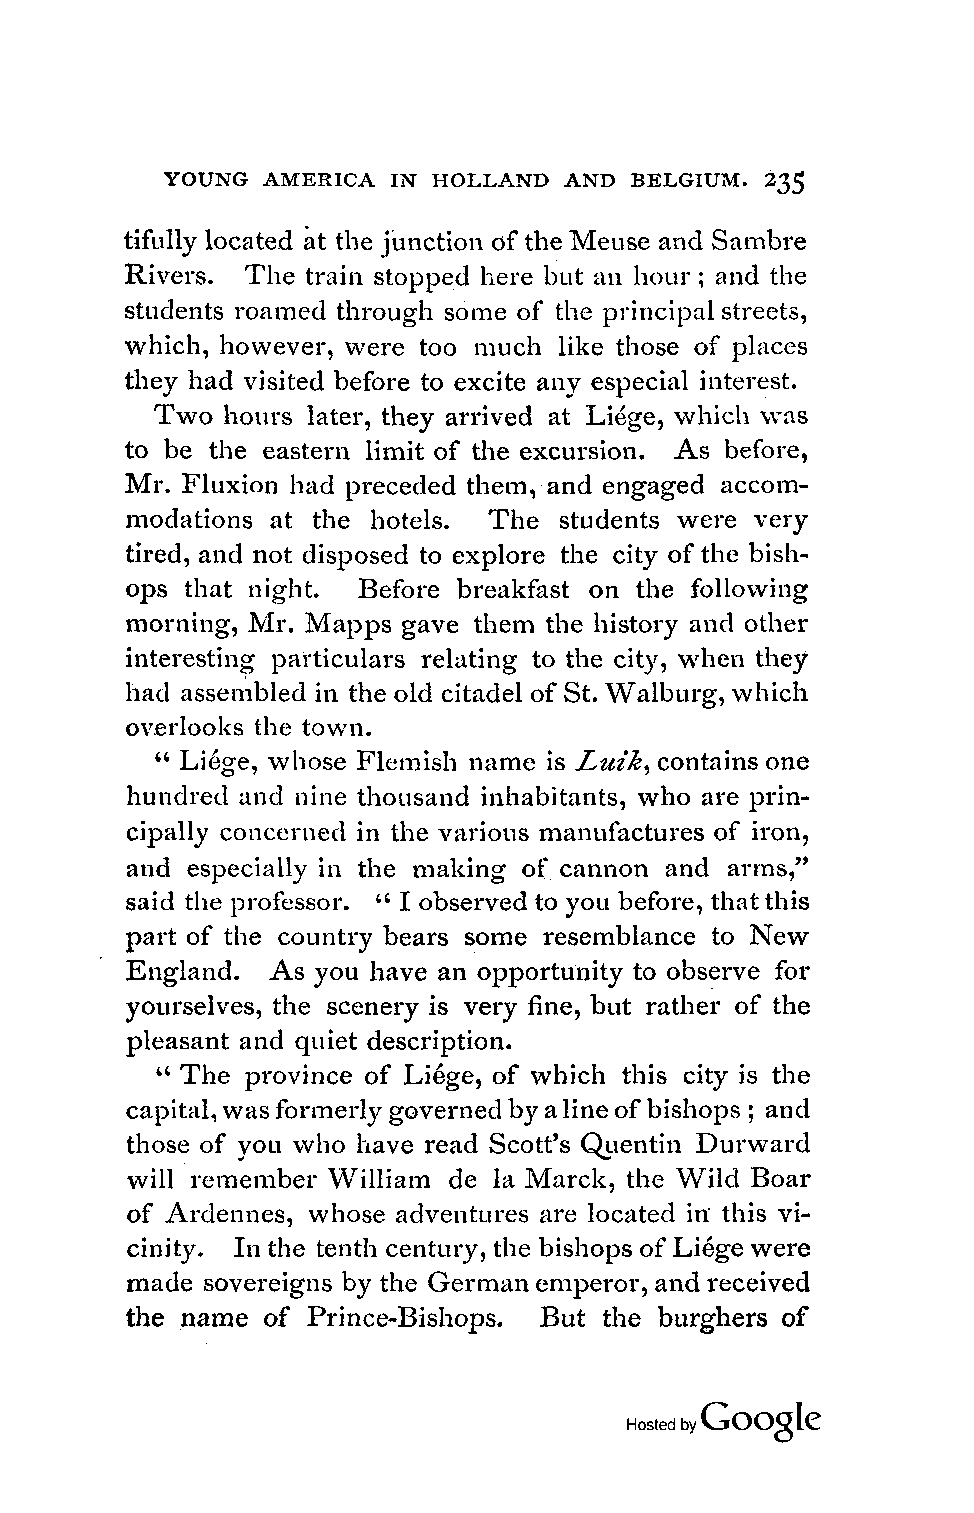 YOUNG AMERICA IN HOLLAND AND BELGIUM. 235
tifully located at the junction of the Meuse and Sambre
Rivers. The train stopped here but an hour; and the
students roamed through some of the principal streets,
which, however, were too much like those of places
they had visited before to excite any especial interest.
Two hours later, they arrived at Liége, which was
to be the eastern limit of the excursion. As before,
Mr. Fluxion had preceded them, and engaged accom-
modations at the hotels. The students were very
tired, and not disposed to explore the city of the bish-
ops that night. Before breakfast on the following
morning, Mr. Mapps gave them the history and other
interesting particulars relating to the city, when they
had assembled in the old citadel of St. Walburg, which
overlooks the town.
“Liége, whose Flemish name is Luik, contains one
hundred and nine thousand inhabitants, who are prin-
cipally concerned in the various manufactures of iron,
and especially in the making of cannon and arms,”
said the professor. “I observed to you before, that this
part of the country bears some resemblance to New
England. As you have an opportunity to observe for
yourselves, the scenery is very fine, but rather of the
pleasant and quiet description.
“The province of Liége, of which this city is the
capital, was formerly governed by a line of bishops; and
those of you who have read Scott’s Quentin Durward
will remember William de la Marck, the Wild Boar
of Ardennes, whose adventures are located in this vi-
cinity. In the tenth century, the bishops of Liége were
made sovereigns by the German emperor, and received
the name of Prince-Bishops. But the burghers of
Hosted by Google